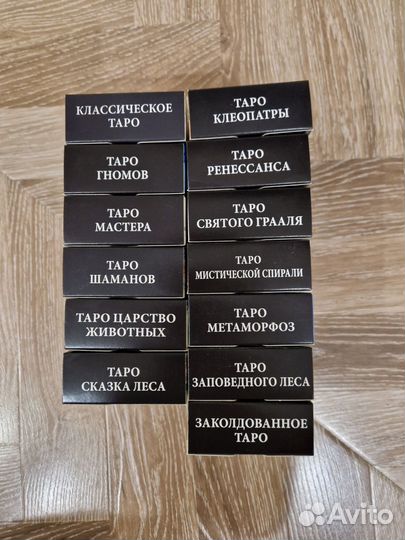 КЛАССИЧЕСКОЕ
ТАРО
ТАРО
ГНОМОВ
ТАРО
МАСТЕРА
ТАРО
ШАМАНОВ
ТАРО ЦАРСТВО
ЖИВОТНЫХ
ТАРО
СКАЗКА ЛЕСА
ТАРО
КЛЕОПАТРЫ
ТАРО
РЕНЕССАНСА
ТАРО
СВЯТОГО ГРААЛЯ
ТАРО
МИСТИЧЕСКОЙ СПИРАЛИ
ТАРО
МЕТАМОРФОЗ
ТАРО
ЗАПОВЕДНОГО ЛЕСА
ЗАКОЛДОВАННОЕ
ТАРО
Avito